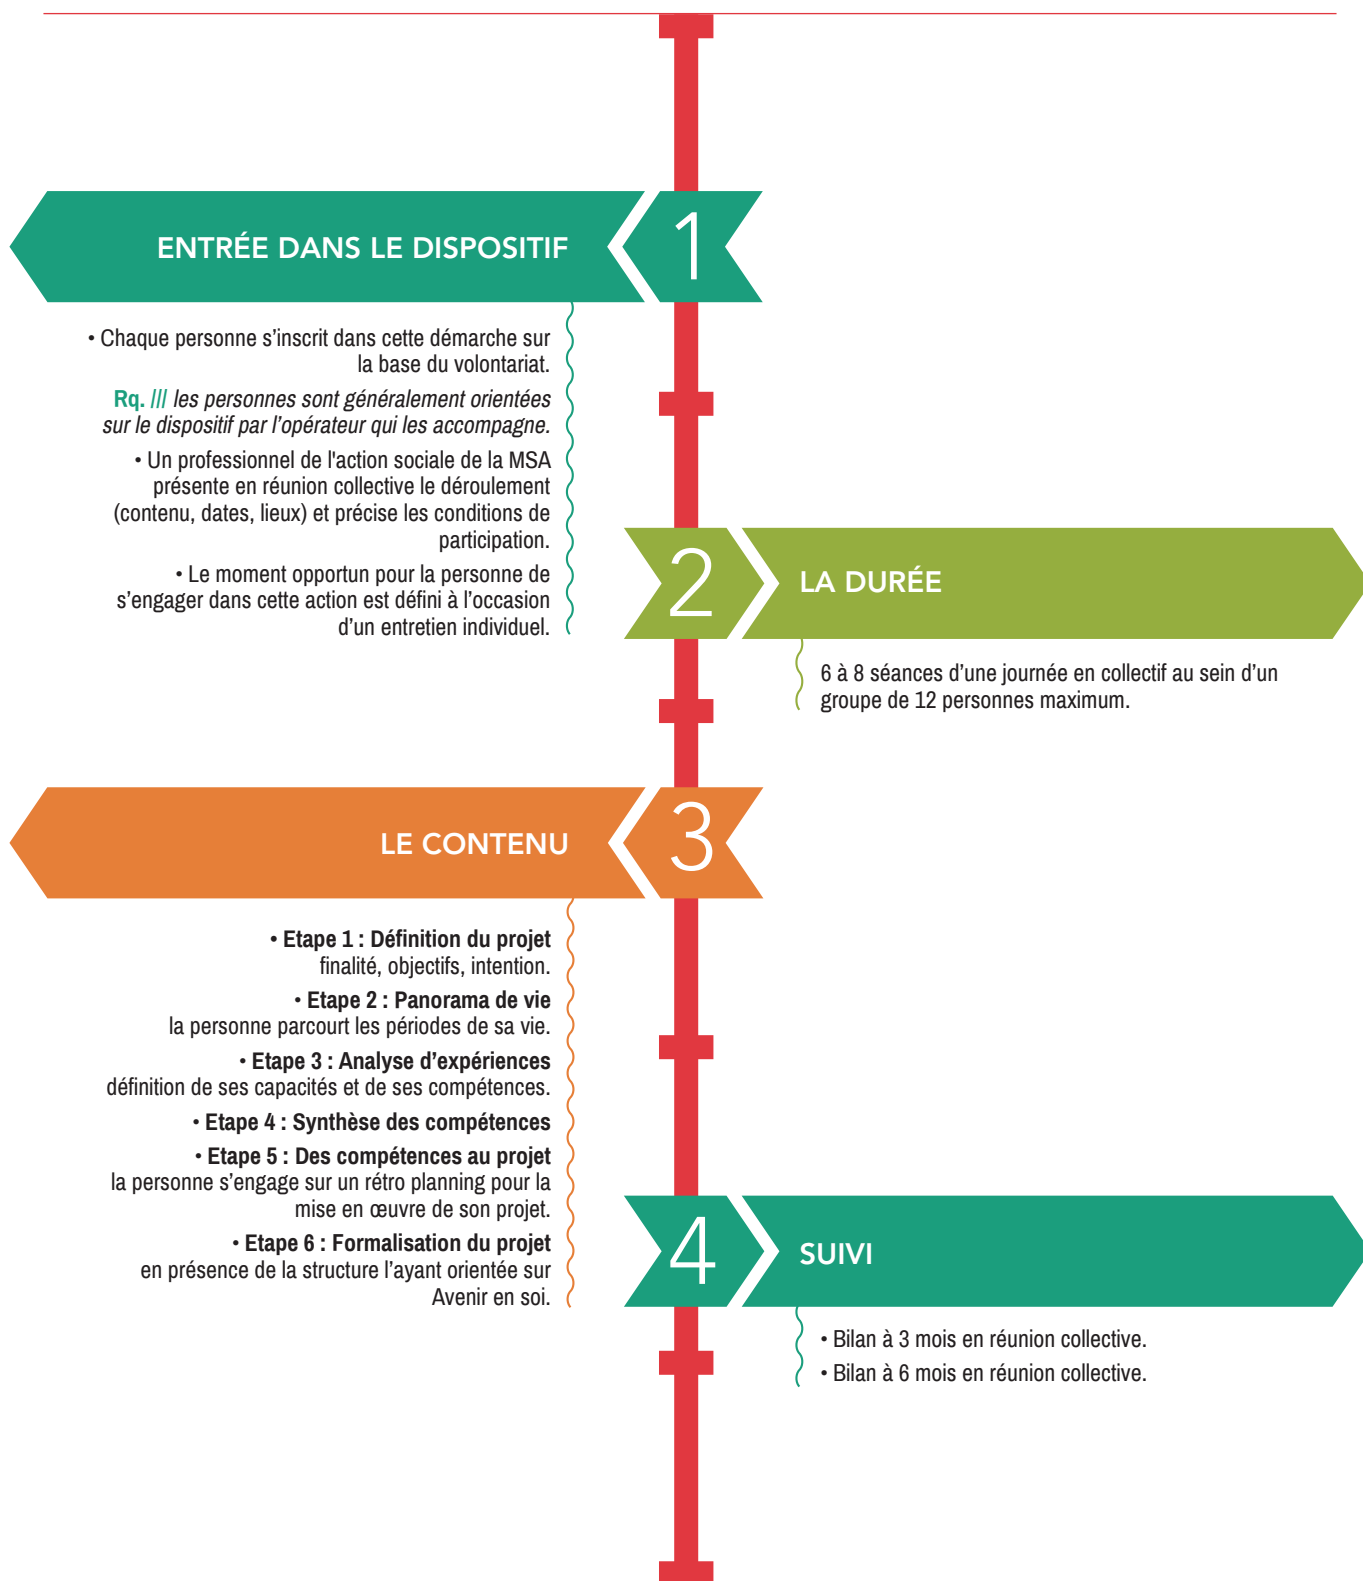 1
ENTRÉE DANS LE DISPOSITIF
• Chaque personne s’inscrit dans cette démarche sur
la base du volontariat.
Rq. /// les personnes sont généralement orientées
sur le dispositif par l’opérateur qui les accompagne.
• Un professionnel de l'action sociale de la MSA
présente en réunion collective le déroulement
(contenu, dates, lieux) et précise les conditions de
participation.
• Le moment opportun pour la personne de
s’engager dans cette action est défini à l’occasion
d’un entretien individuel.
2
LA DURÉE
6 à 8 séances d’une journée en collectif au sein d’un
groupe de 12 personnes maximum.
3
LE CONTENU
• Etape 1 : Définition du projet
finalité, objectifs, intention.
• Etape 2 : Panorama de vie
la personne parcourt les périodes de sa vie.
• Etape 3 : Analyse d’expériences
définition de ses capacités et de ses compétences.
• Etape 4 : Synthèse des compétences
• Etape 5 : Des compétences au projet
la personne s’engage sur un rétro planning pour la
mise en œuvre de son projet.
• Etape 6 : Formalisation du projet
en présence de la structure l’ayant orientée sur
Avenir en soi.
4
SUIVI
• Bilan à 3 mois en réunion collective.
• Bilan à 6 mois en réunion collective.